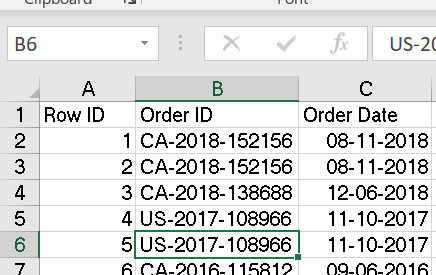 Clipboard Font
B6 fx US-20
A B C
1 Row ID Order ID Order Date
2 1 CA-2018-152156 08-11-2018
3 2 CA-2018-152156 08-11-2018
4 3 CA-2018-138688 12-06-2018
5 4 US-2017-108966 11-10-2017
6 5 US-2017-108966 11-10-2017
7 6 CA-2016-115812 09-06-2016